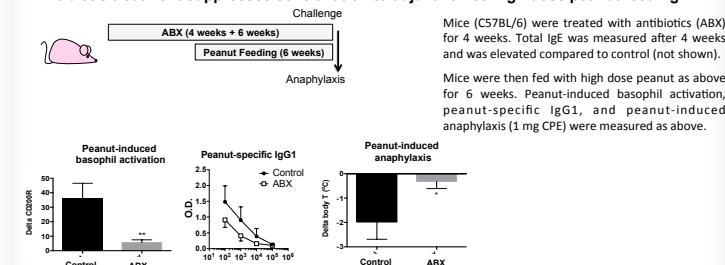 Challenge
ABX (4 weeks + 6 weeks)
Peanut Feeding (6 weeks)
Anaphylaxis
Mice (C57BL/6) were treated with antibiotics (ABX)
for 4 weeks. Total IgE was measured after 4 weeks
and was elevated compared to control (not shown).
Mice were then fed with high dose peanut as above
for 6 weeks. Peanut-induced basophil activation,
peanut-specific IgG1, and peanut-induced
anaphylaxis (1 mg CPE) were measured as above.
Peanut-induced
basophil activation
Delta CD200R
50
40
30
20
10
0
**
Control
ABX
Peanut-specific IgG1
O.D.
2.5
2.0
1.5
1.0
0.5
0.0
Control
ABX
10¹ 10² 10³ 10⁴ 10⁵ 10⁶
Peanut-induced
anaphylaxis
Delta body T (ºC)
0
-1
-2
-3
*
Control
ABX